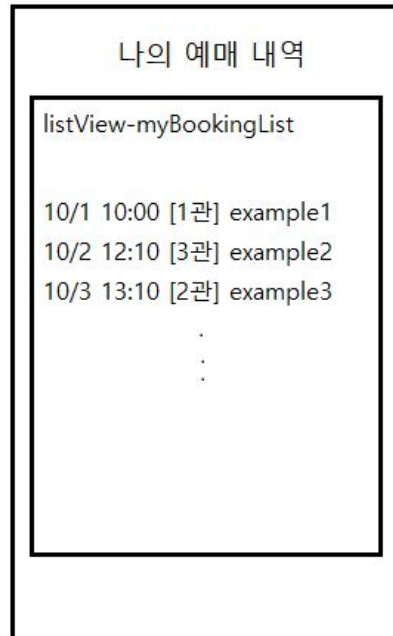 나의 예매 내역
listView-myBookingList
10/1 10:00 [1관] example1
10/2 12:10 [3관] example2
10/3 13:10 [2관] example3
.
.
.